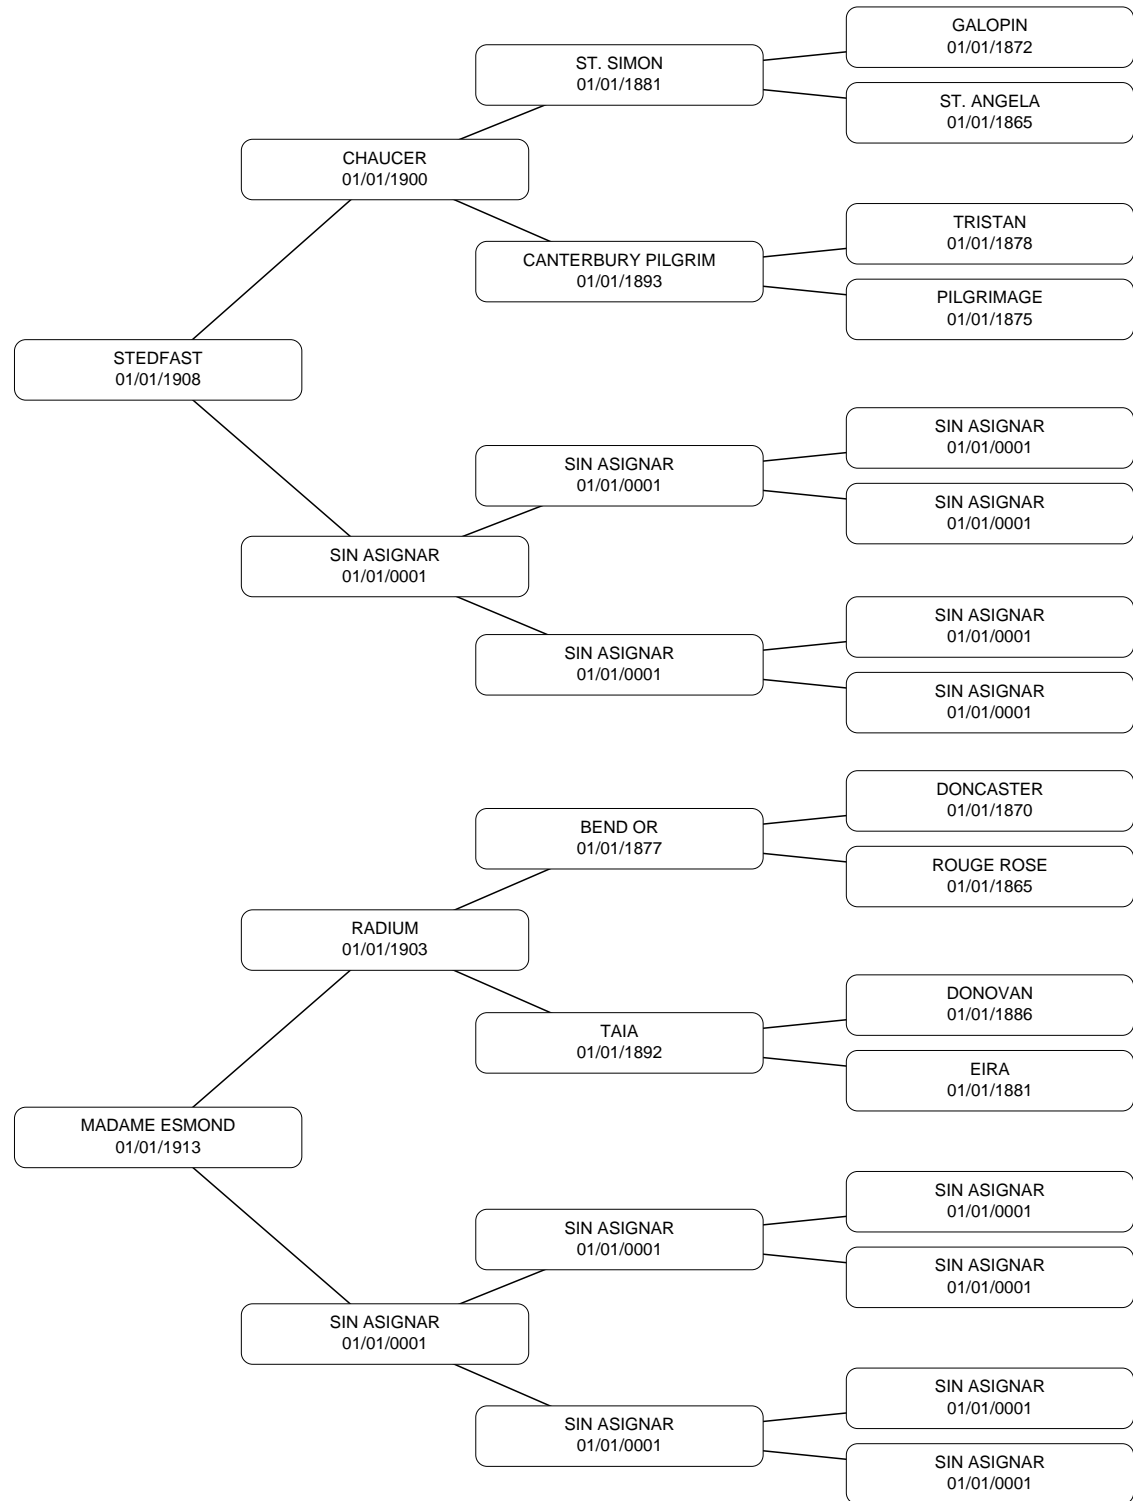 GALOPIN
01/01/1872
ST. SIMON
01/01/1881
ST. ANGELA
01/01/1865
CHAUCER
01/01/1900
TRISTAN
01/01/1878
CANTERBURY PILGRIM
01/01/1893
PILGRIMAGE
01/01/1875
STEDFAST
01/01/1908
SIN ASIGNAR
01/01/0001
SIN ASIGNAR
01/01/0001
SIN ASIGNAR
01/01/0001
SIN ASIGNAR
01/01/0001
SIN ASIGNAR
01/01/0001
SIN ASIGNAR
01/01/0001
SIN ASIGNAR
01/01/0001
DONCASTER
01/01/1870
BEND OR
01/01/1877
ROUGE ROSE
01/01/1865
RADIUM
01/01/1903
DONOVAN
01/01/1886
TAIA
01/01/1892
EIRA
01/01/1881
MADAME ESMOND
01/01/1913
SIN ASIGNAR
01/01/0001
SIN ASIGNAR
01/01/0001
SIN ASIGNAR
01/01/0001
SIN ASIGNAR
01/01/0001
SIN ASIGNAR
01/01/0001
SIN ASIGNAR
01/01/0001
SIN ASIGNAR
01/01/0001